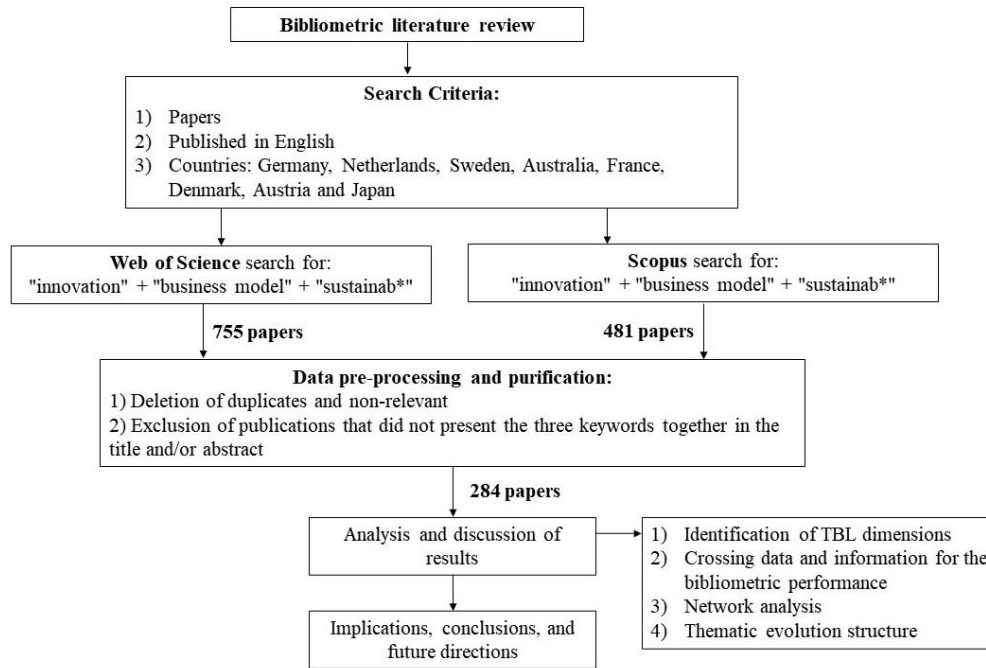 Bibliometric literature review
Search Criteria:
1) Papers
2) Published in English
3) Countries: Germany, Netherlands, Sweden, Australia, France,
Denmark, Austria and Japan
Web of Science search for:
"innovation" + "business model" + "sustainab*"
Scopus search for:
"innovation" + "business model" + "sustainab*"
755 papers
481 papers
Data pre-processing and purification:
1) Deletion of duplicates and non-relevant
2) Exclusion of publications that did not present the three keywords together in the
title and/or abstract
284 papers
Analysis and discussion of
results
1) Identification of TBL dimensions
2) Crossing data and information for the
bibliometric performance
3) Network analysis
4) Thematic evolution structure
Implications, conclusions, and
future directions